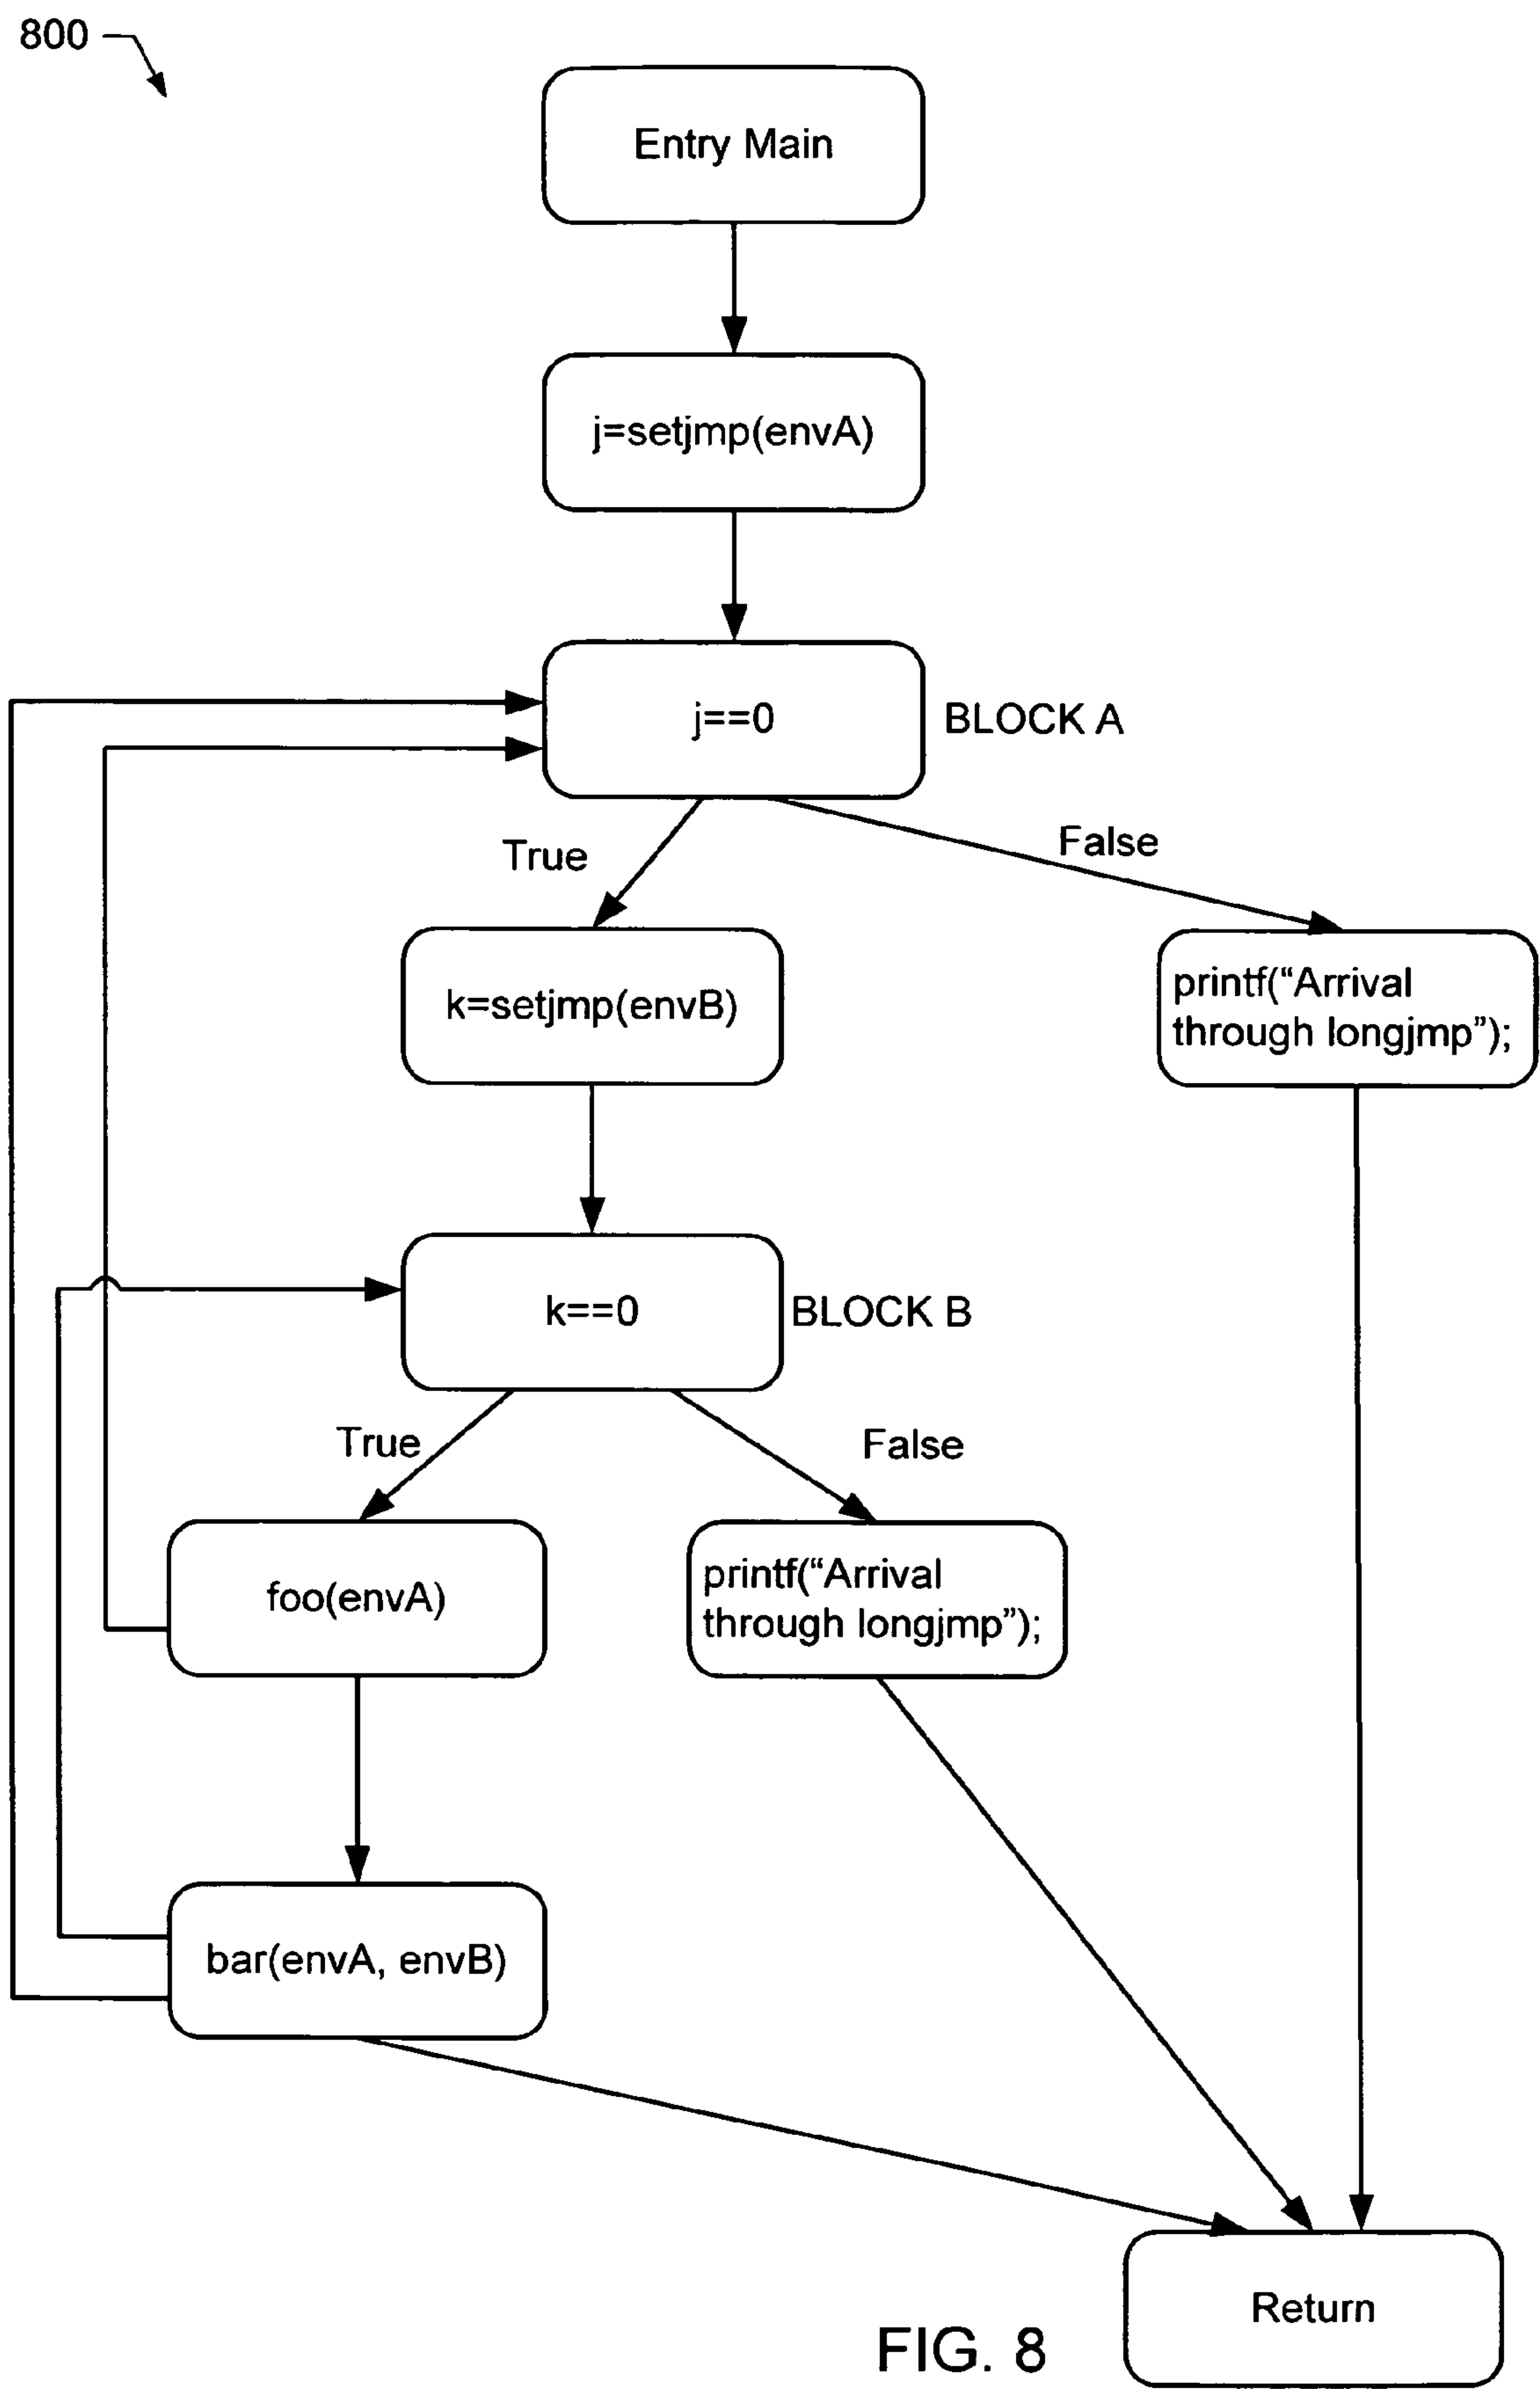 800
Entry Main
j=setjmp(envA)
j==0
BLOCK A
True
False
k=setjmp(envB)
printf(“Arrival
through longjmp”);
k==0
BLOCK B
True
False
foo(envA)
printf(“Arrival
through longjmp”);
bar(envA, envB)
Return
FIG. 8